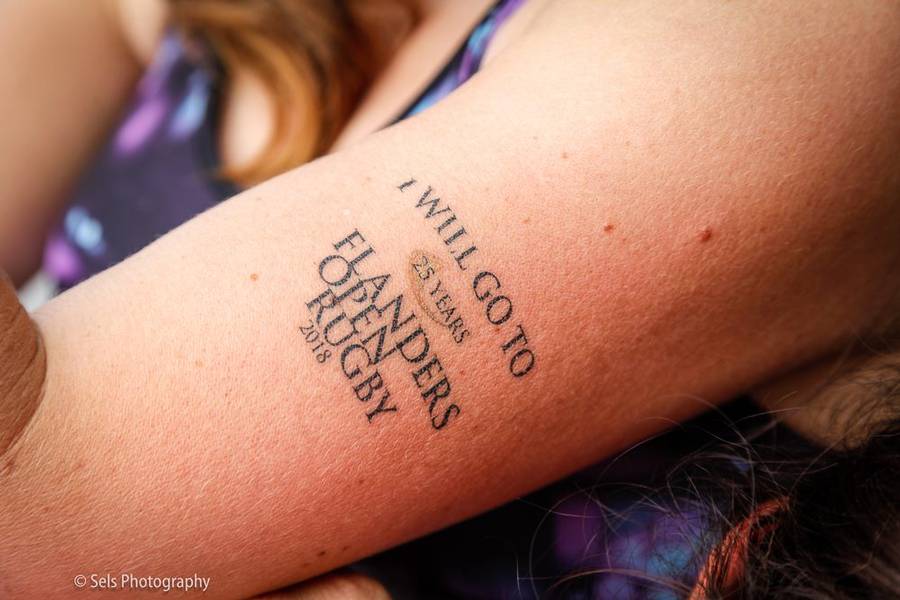 I WILL GO TO
25 YEARS
FLANDERS
OPEN
RUGBY
2018
© Sels Photography